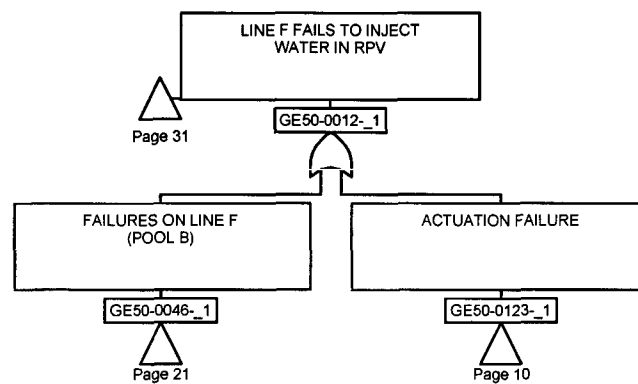 LINE F FAILS TO INJECT
WATER IN RPV
Page 31
GE50-0012-_1
FAILURES ON LINE F
(POOL B)
ACTUATION FAILURE
GE50-0046-_1
GE50-0123-_1
Page 21
Page 10